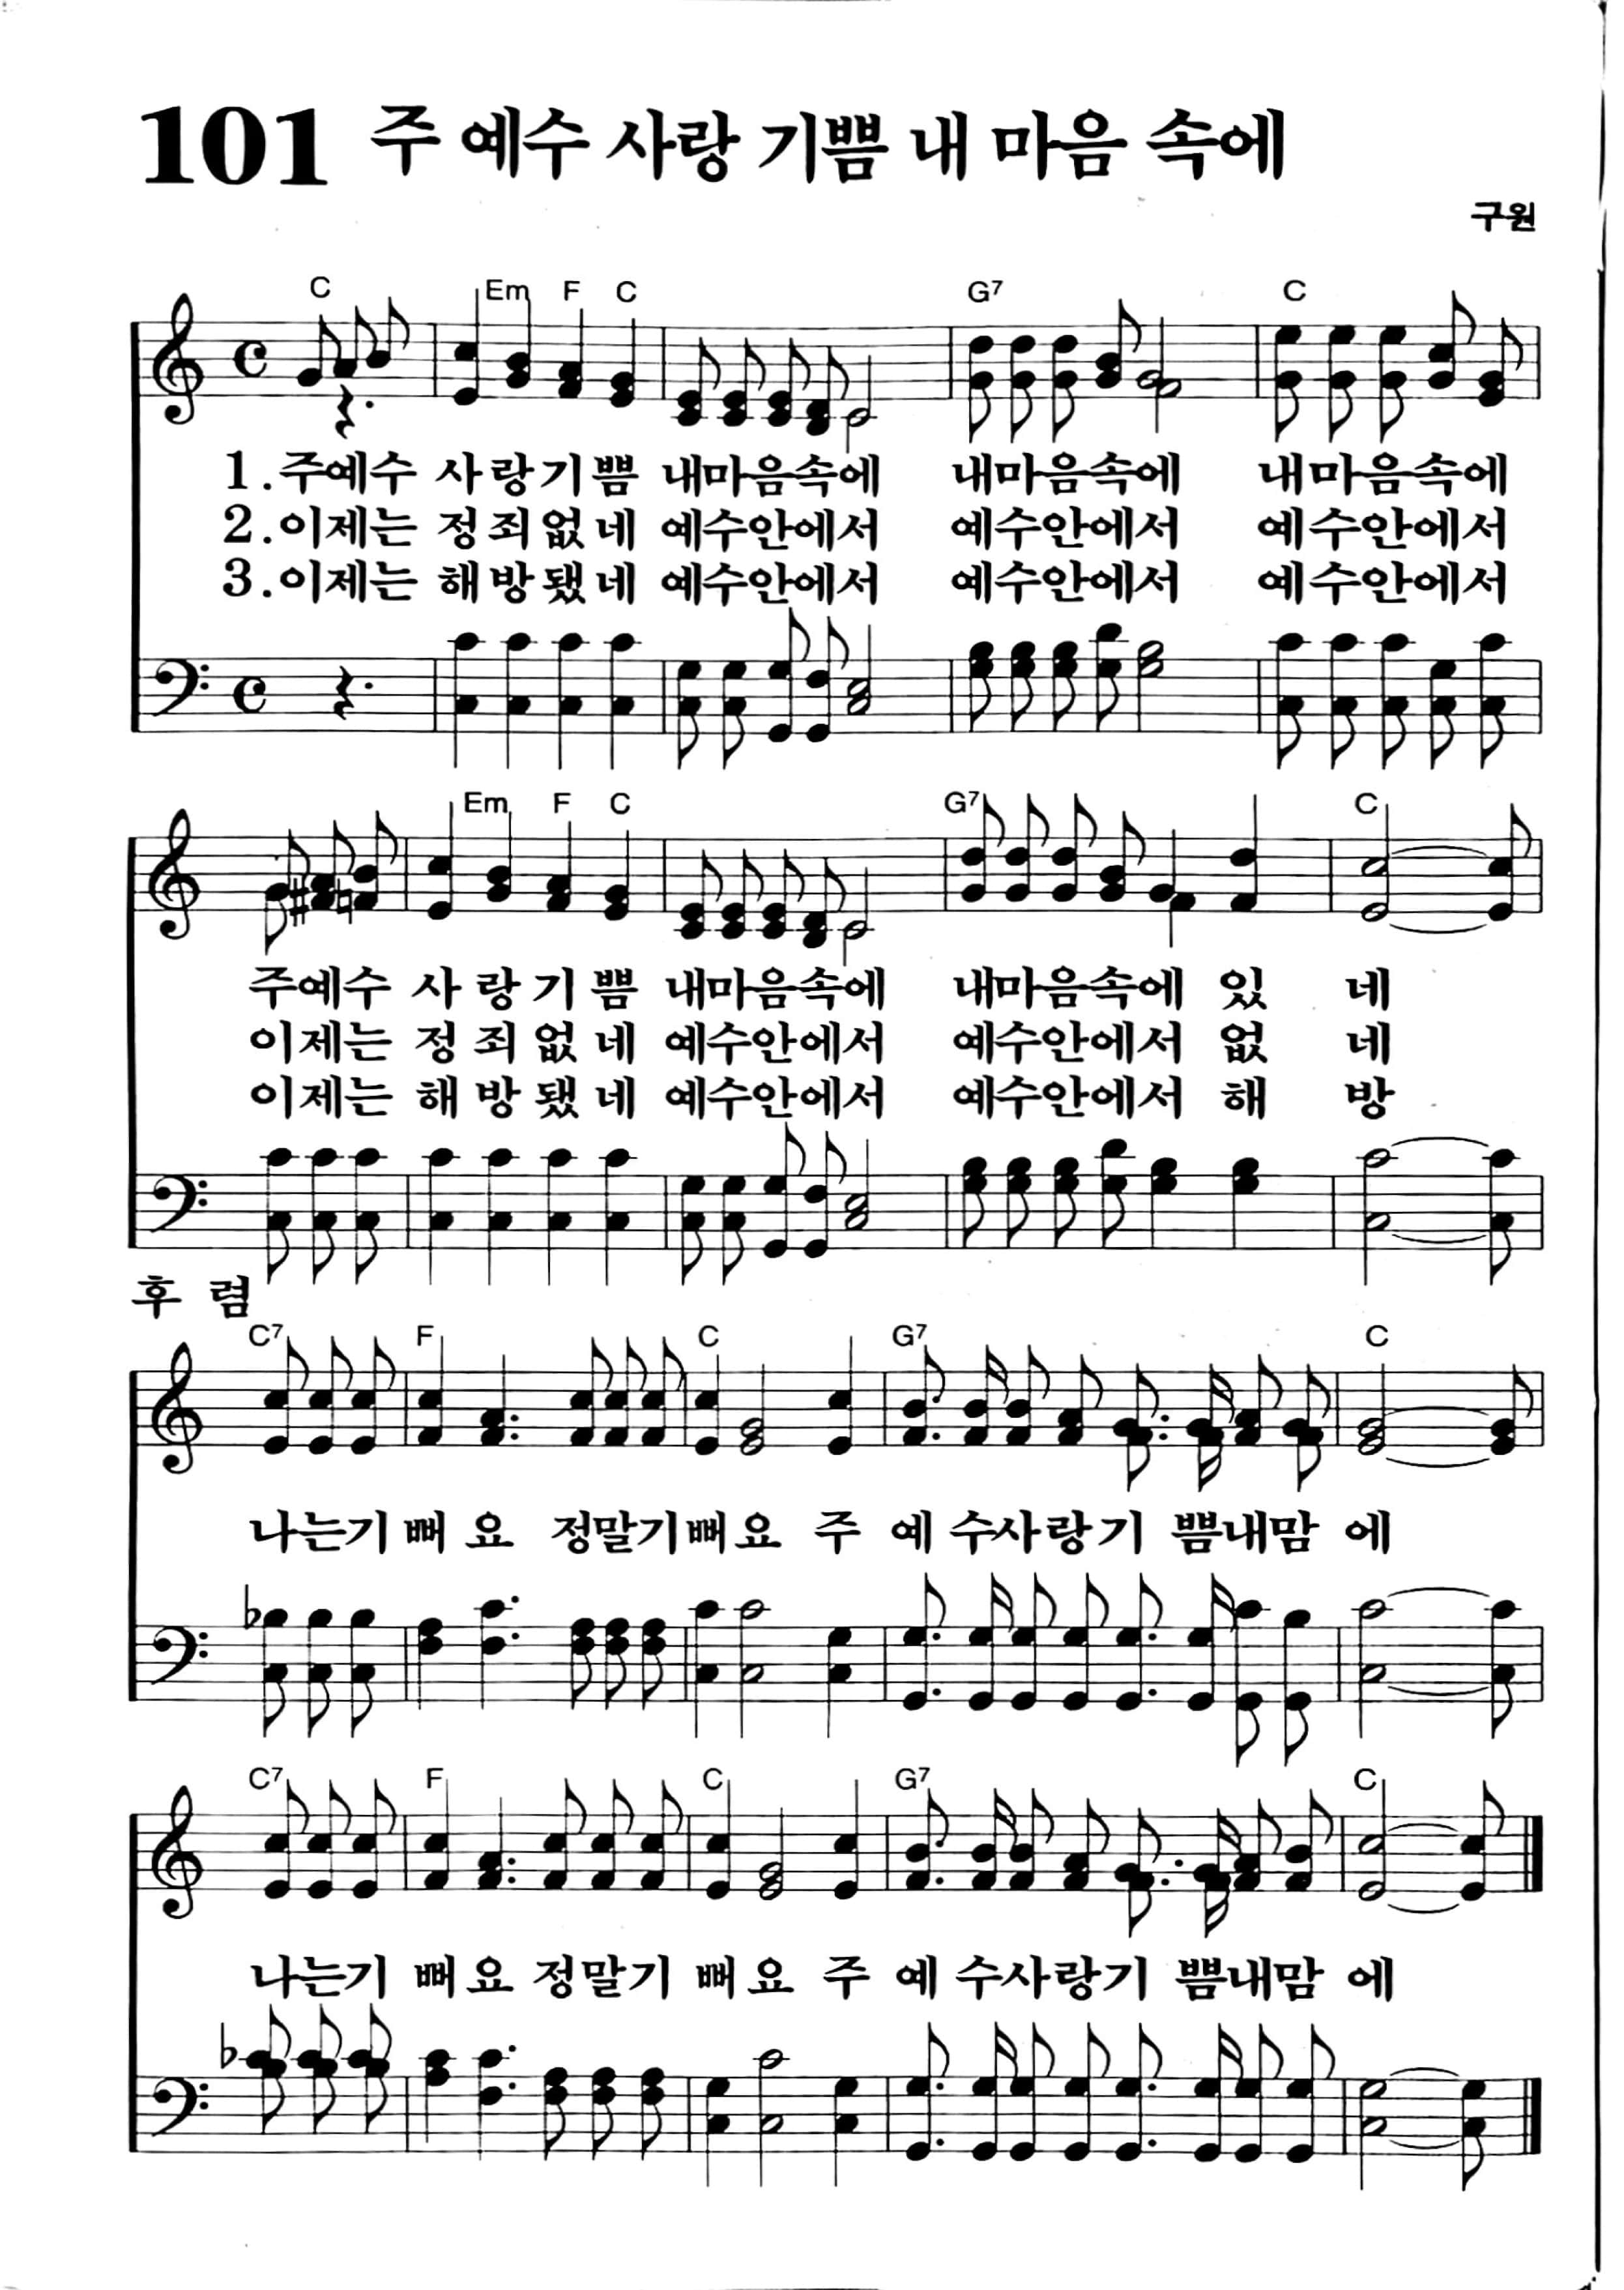 101 주 예수 사랑 기쁨 내 마음 속에
구원
C Em F C G7 C
1.주예수 사랑기쁨 내마음속에 내마음속에 내마음속에
2.이제는 정죄없네 예수안에서 예수안에서 예수안에서
3.이제는 해방됐네 예수안에서 예수안에서 예수안에서
Em F C G7 C
주예수 사랑기쁨 내마음속에 내마음속에 있 네
이제는 정죄없네 예수안에서 예수안에서 없 네
이제는 해방됐네 예수안에서 예수안에서 해 방
후 렴
C7 F C G7 C
나는기 뻐 요 정말기뻐요 주 예 수사랑기 쁨내맘 에
C7 F C G7 C
나는기 뻐요 정말기 뻐요 주 예 수사랑기 쁨내맘 에